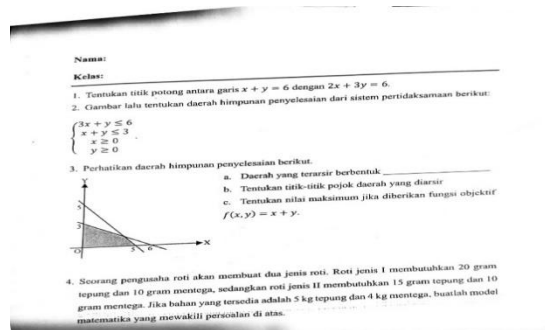 Nama:
Kelas:
1. Tentukan titik potong antara garis x + y = 6 dengan 2x + 3y = 6.
2. Gambar lalu tentukan daerah himpunan penyelesaian dari sistem pertidaksamaan berikut:
3x + y ≤ 6
x + y ≤ 3
x ≥ 0
y ≥ 0
3. Perhatikan daerah himpunan penyelesaian berikut.
a. Daerah yang terarsir berbentuk
b. Tentukan titik-titik pojok daerah yang diarsir
c. Tentukan nilai maksimum jika diberikan fungsi objektif
f(x, y) = x + y.
Y
5
3
0
6
X
4. Seorang pengusaha roti akan membuat dua jenis roti. Roti jenis I membutuhkan 20 gram
tepung dan 10 gram mentega, sedangkan roti jenis II membutuhkan 15 gram tepung dan 10
gram mentega. Jika bahan yang tersedia adalah 5 kg tepung dan 4 kg mentega, buatlah model
matematika yang mewakili persoalan di atas.